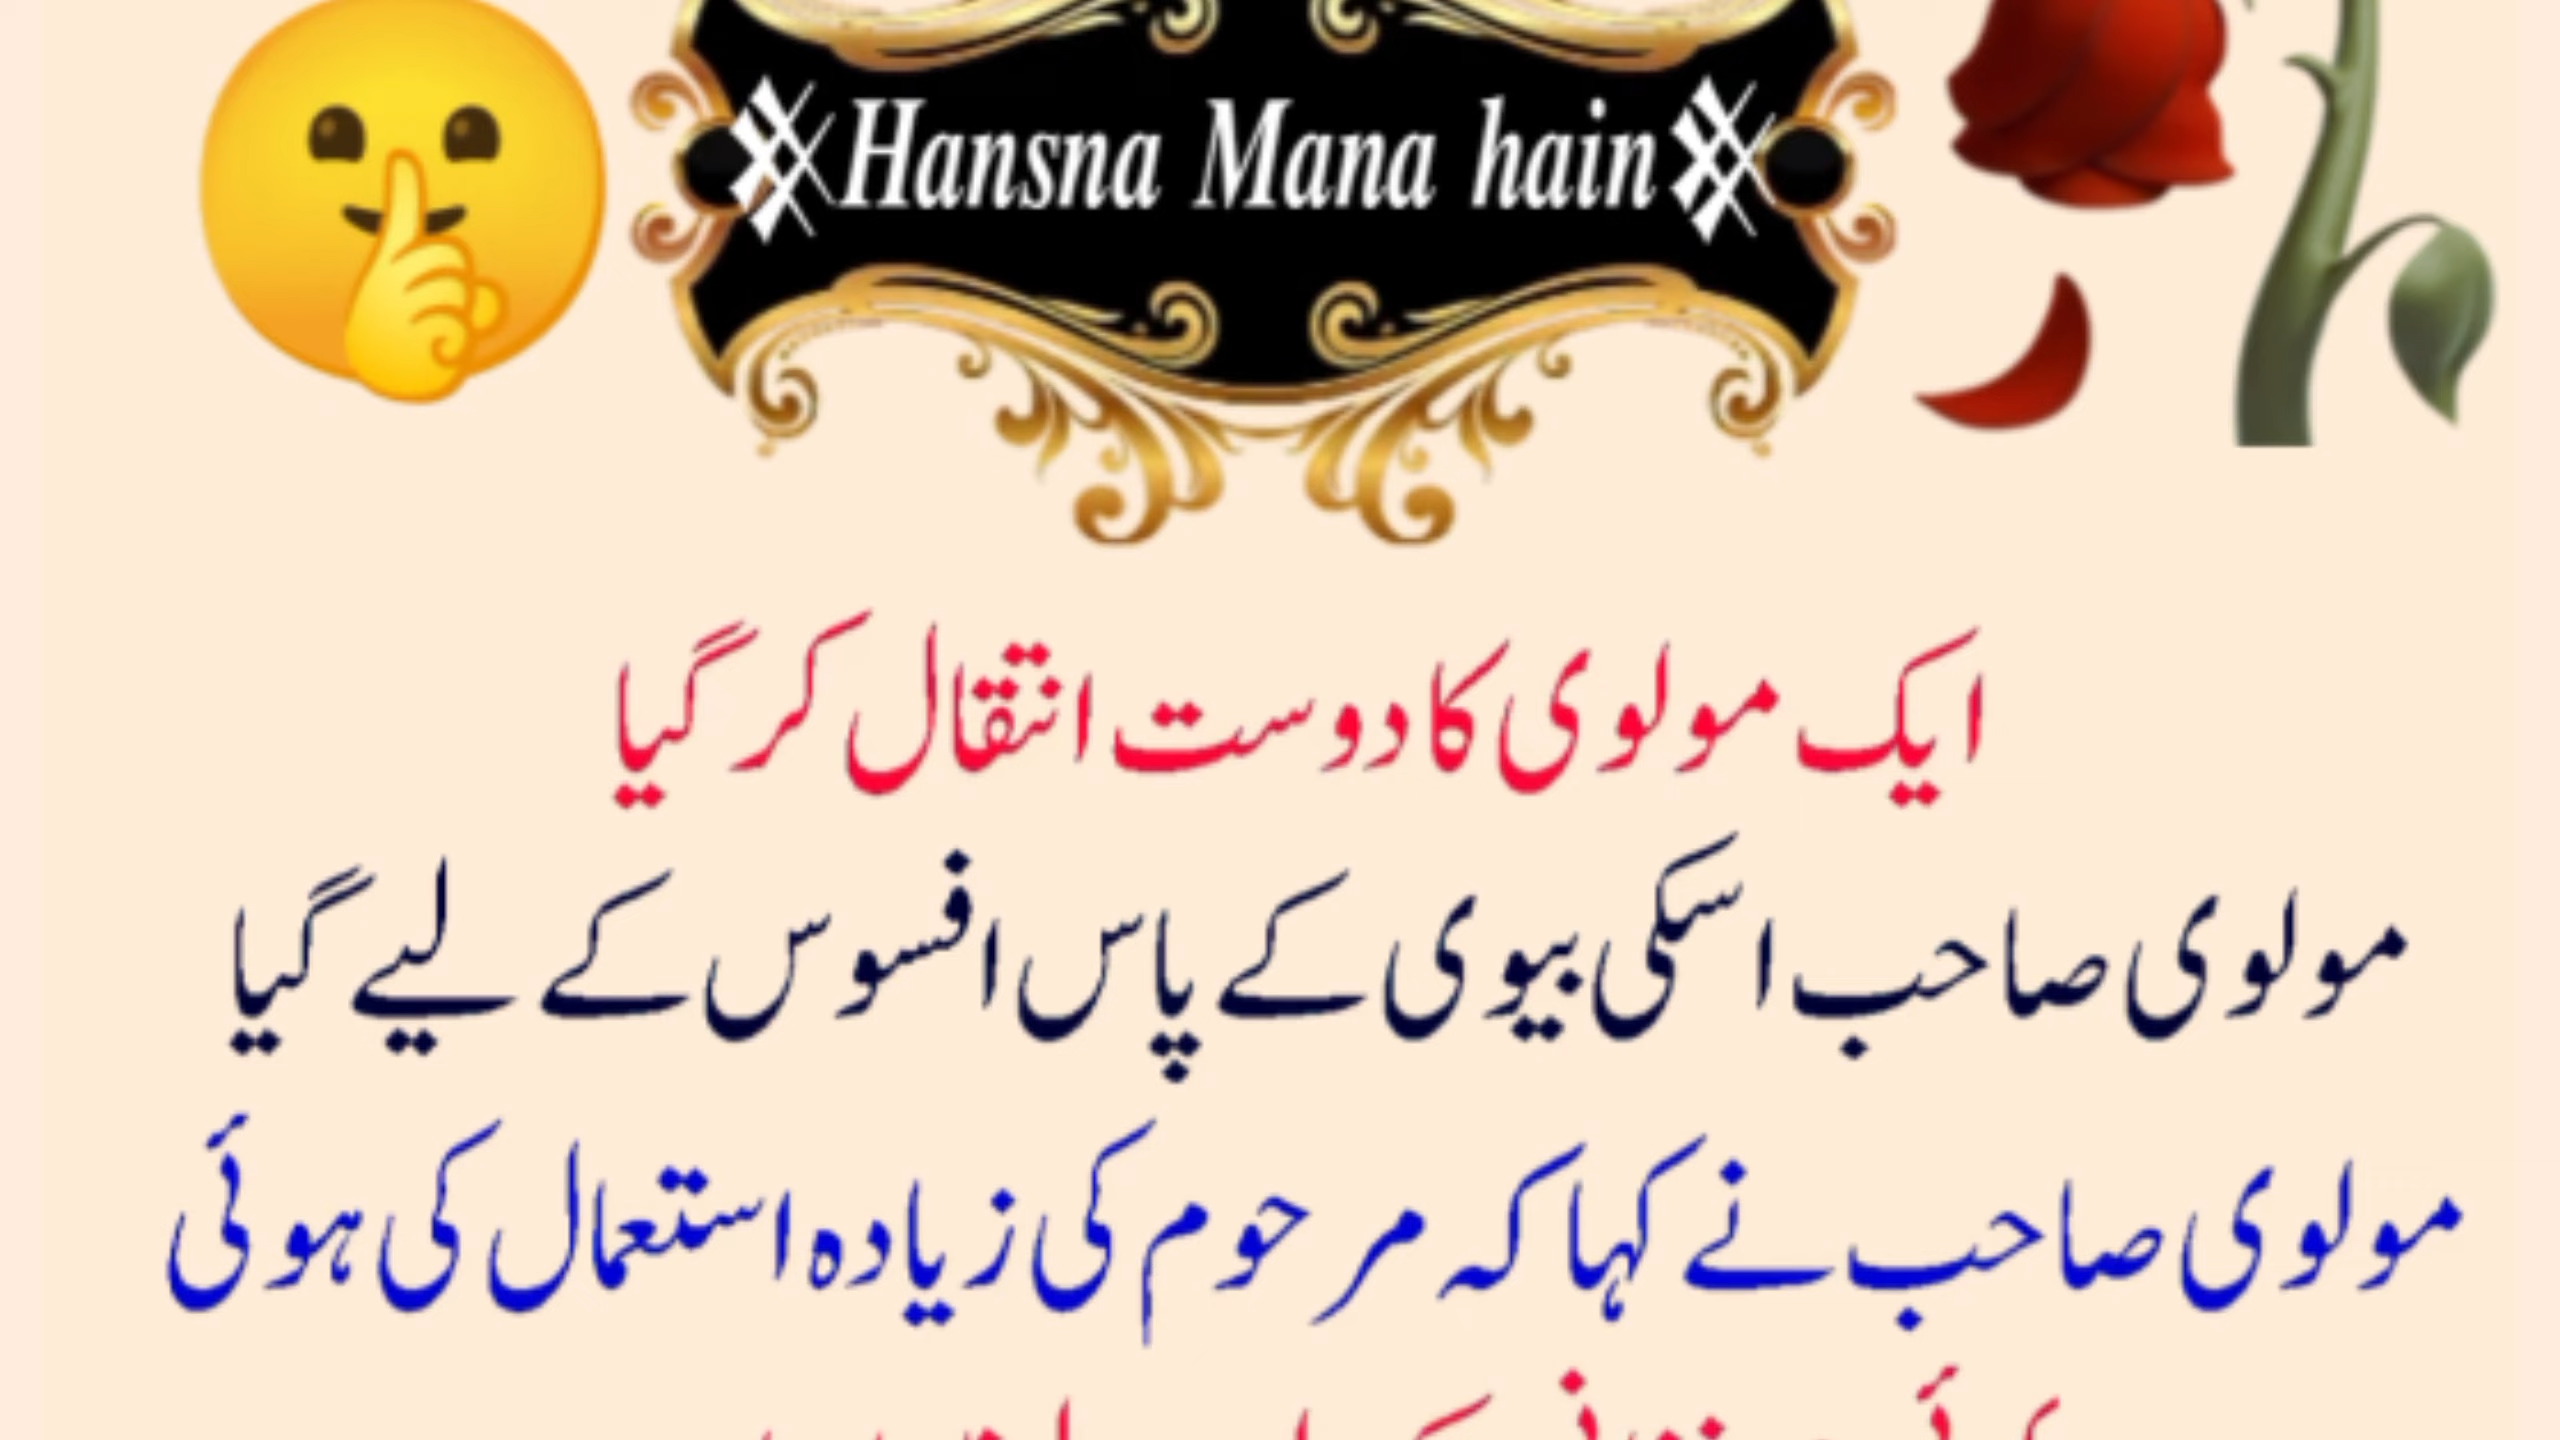 Hansna Mana hain
ایک مولوی کا دوست انتقال کر گیا
مولوی صاحب اسکی بیوی کے پاس افسوس کے لیے گیا
مولوی صاحب نے کہا کہ مرحوم کی زیادہ استعمال کی ہوئی